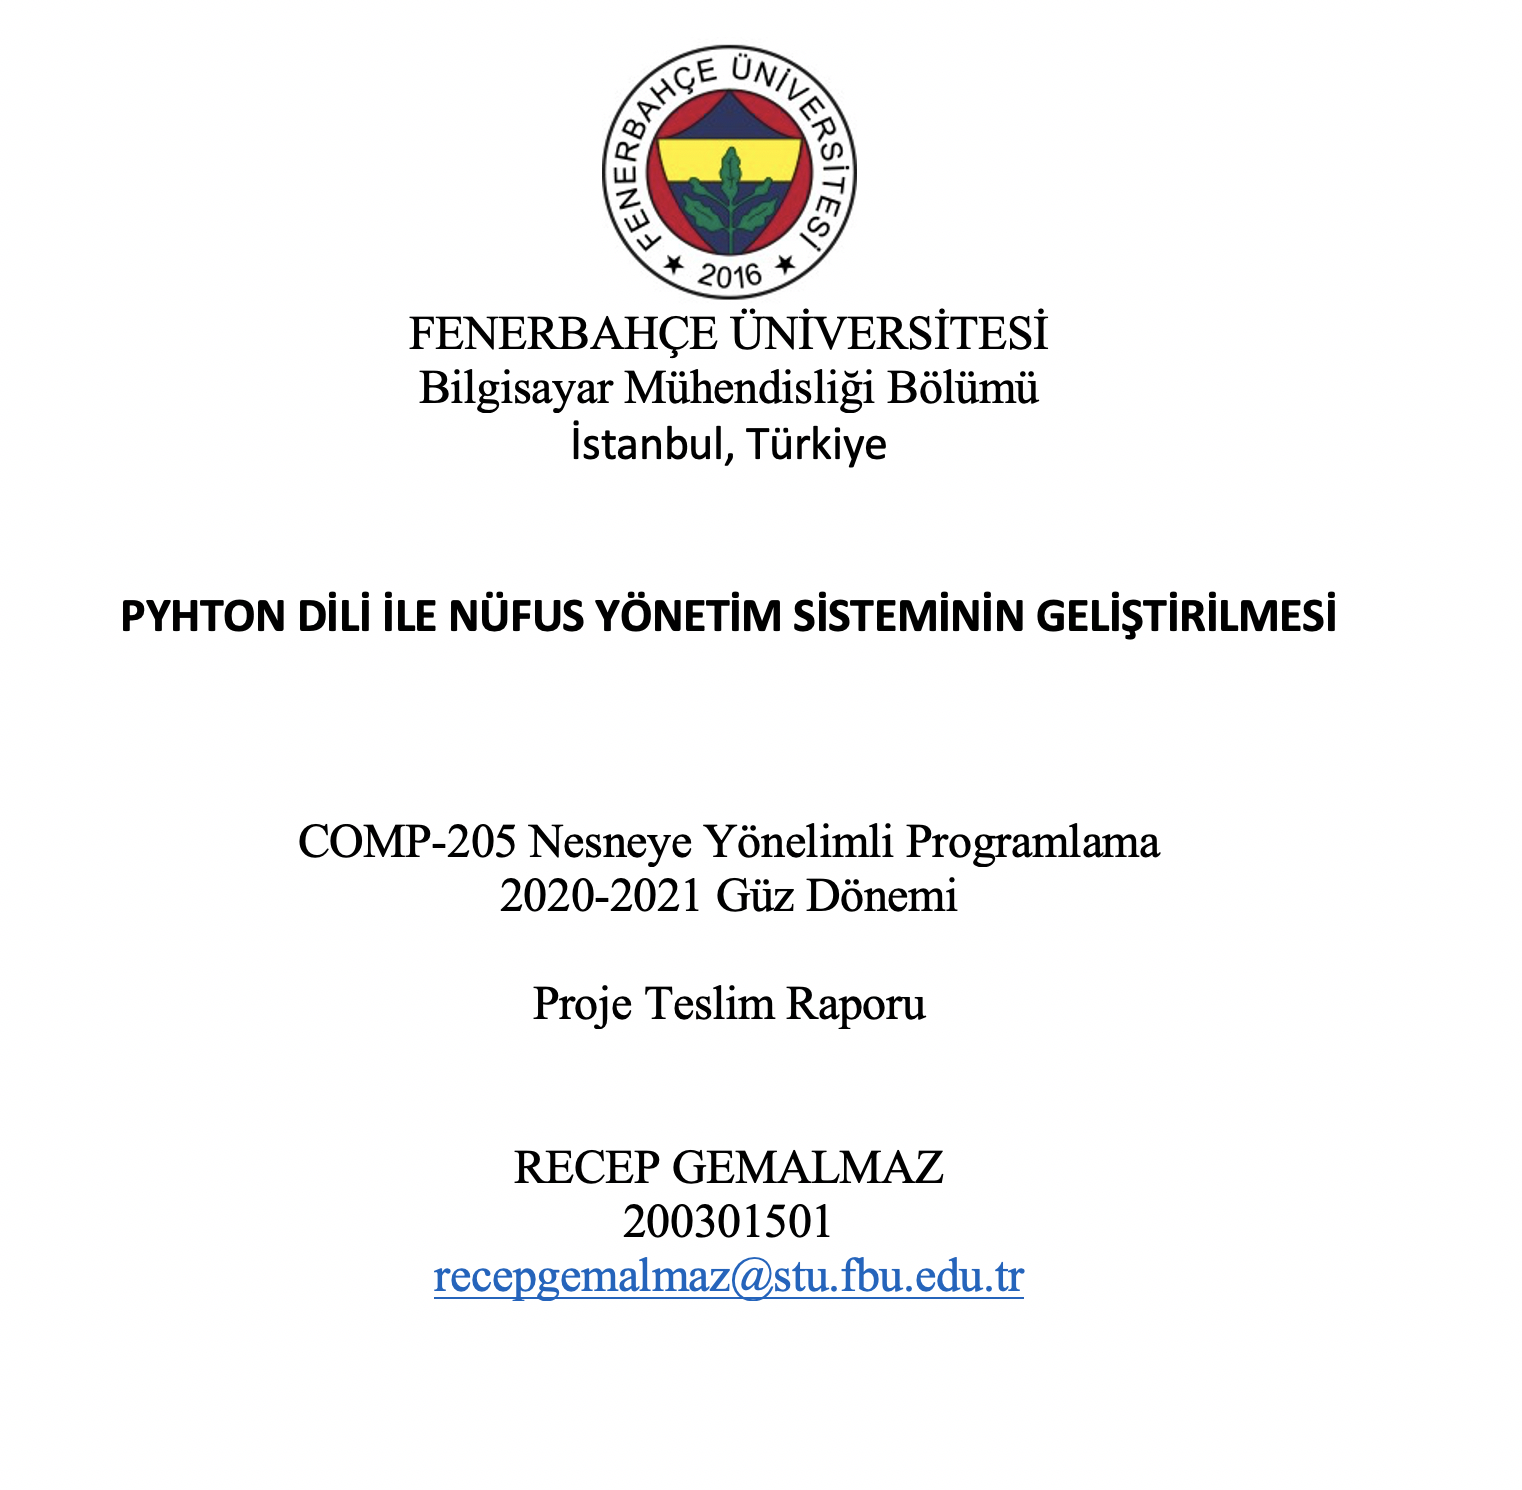 FENERBAHÇE ÜNİVERSİTESİ
2016
FENERBAHÇE ÜNİVERSİTESİ
Bilgisayar Mühendisliği Bölümü
İstanbul, Türkiye
PYHTON DİLİ İLE NÜFUS YÖNETİM SİSTEMİNİN GELİŞTİRİLMESİ
COMP-205 Nesneye Yönelimli Programlama
2020-2021 Güz Dönemi
Proje Teslim Raporu
RECEP GEMALMAZ
200301501
recepgemalmaz@stu.fbu.edu.tr